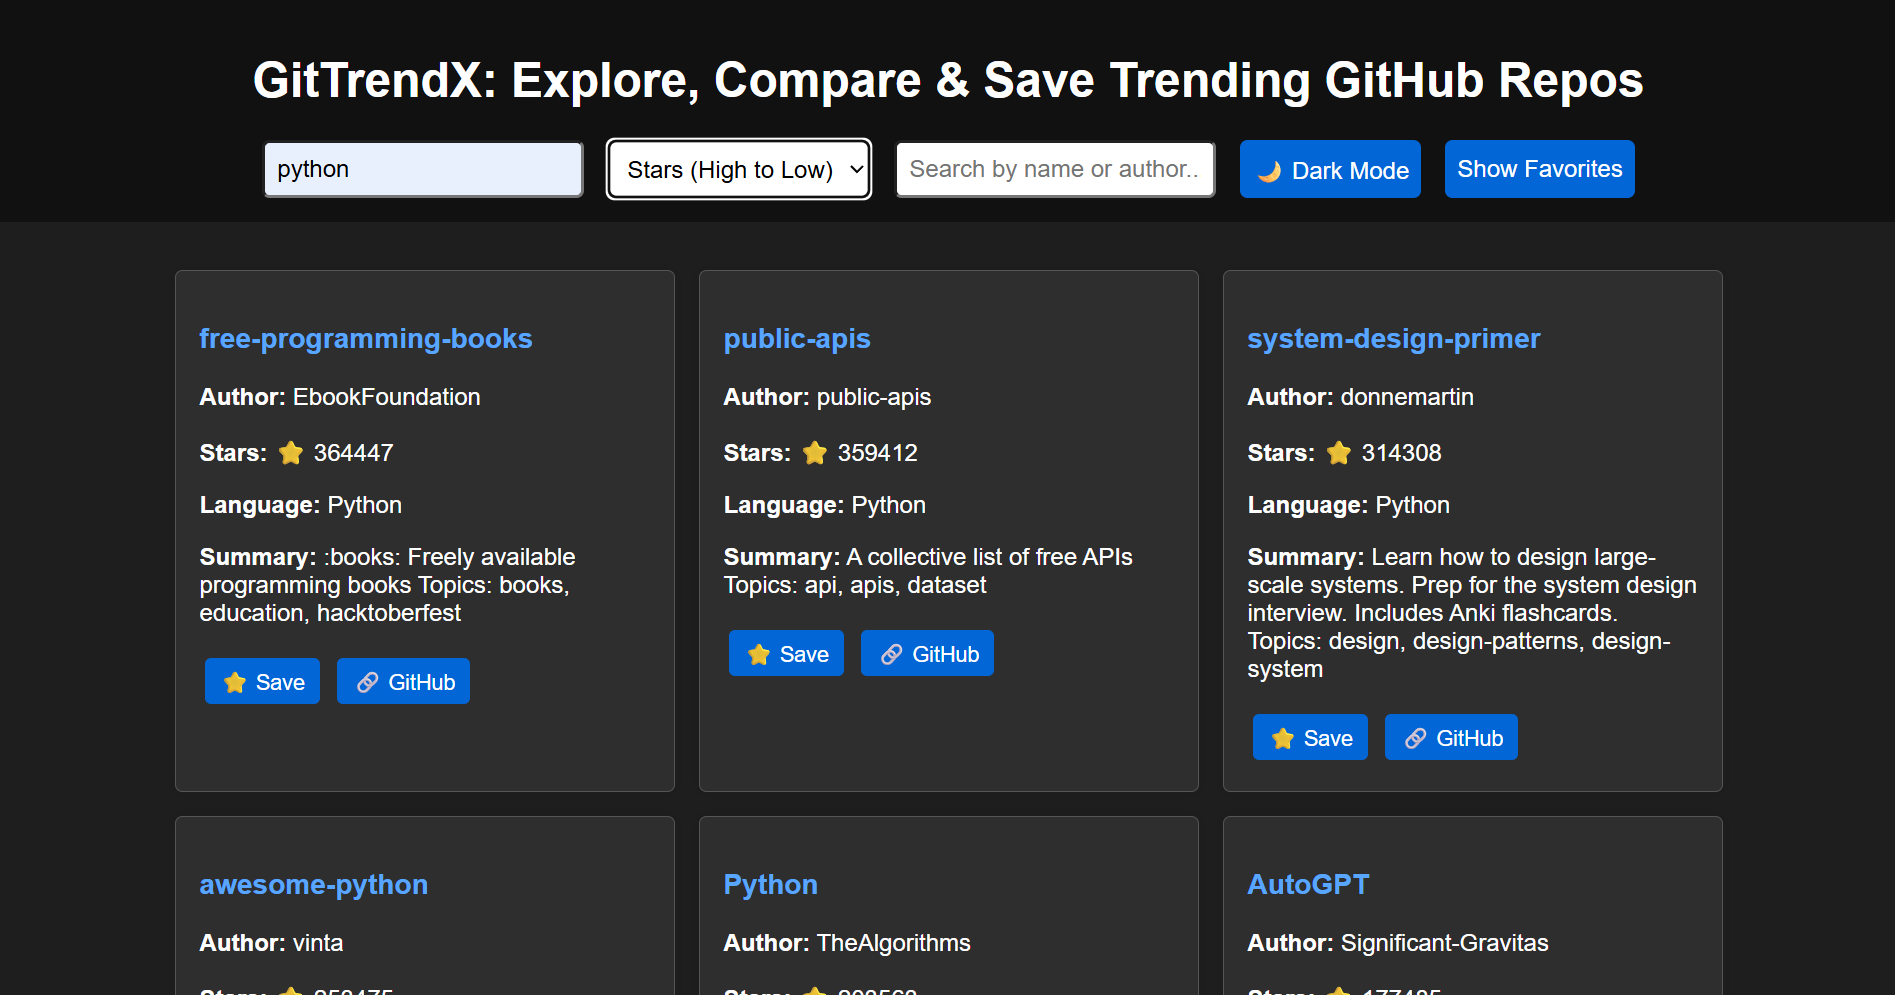 GitTrendX: Explore, Compare & Save Trending GitHub Repos
python
Stars (High to Low)
Search by name or author..
🌙 Dark Mode
Show Favorites
free-programming-books
Author: EbookFoundation
Stars: ⭐ 364447
Language: Python
Summary: :books: Freely available
programming books Topics: books,
education, hacktoberfest
⭐ Save
🔗 GitHub
public-apis
Author: public-apis
Stars: ⭐ 359412
Language: Python
Summary: A collective list of free APIs
Topics: api, apis, dataset
⭐ Save
🔗 GitHub
system-design-primer
Author: donnemartin
Stars: ⭐ 314308
Language: Python
Summary: Learn how to design large-
scale systems. Prep for the system design
interview. Includes Anki flashcards.
Topics: design, design-patterns, design-
system
⭐ Save
🔗 GitHub
awesome-python
Author: vinta
Stars: ⭐
Python
Author: TheAlgorithms
Stars: ⭐
AutoGPT
Author: Significant-Gravitas
Stars: ⭐